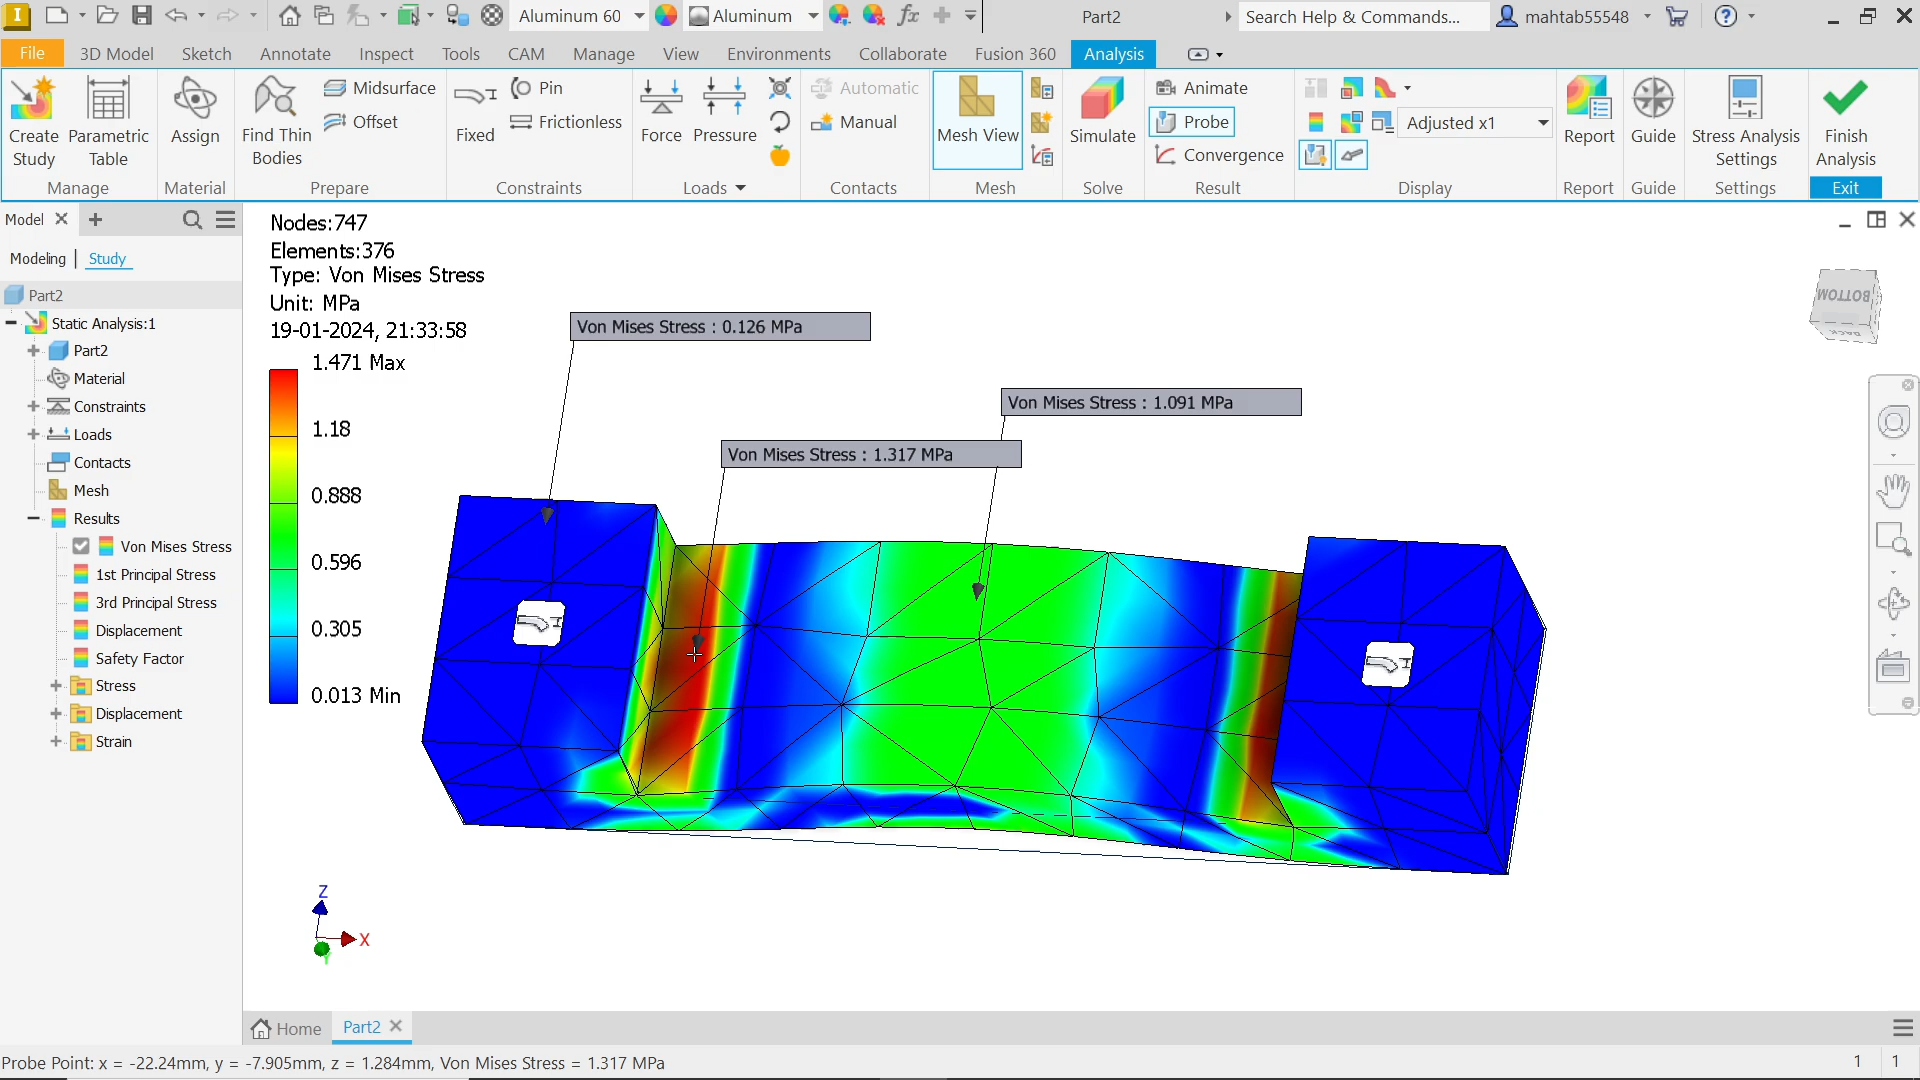 Aluminum 60
Aluminum
fx
Part2
Search Help & Commands...
mahtab55548
File
3D Model
Sketch
Annotate
Inspect
Tools
CAM
Manage
View
Environments
Collaborate
Fusion 360
Analysis
Create Study
Parametric Table
Manage
Assign
Material
Find Thin Bodies
Midsurface
Offset
Prepare
Fixed
Pin
Frictionless
Constraints
Force
Pressure
Loads
Automatic
Manual
Contacts
Mesh View
Mesh
Simulate
Solve
Animate
Probe
Convergence
Result
Adjusted x1
Display
Report
Report
Guide
Guide
Stress Analysis Settings
Settings
Finish Analysis
Exit
Model
Modeling | Study
Part2
Static Analysis:1
Part2
Material
Constraints
Loads
Contacts
Mesh
Results
Von Mises Stress
1st Principal Stress
3rd Principal Stress
Displacement
Safety Factor
Stress
Displacement
Strain
Nodes:747
Elements:376
Type: Von Mises Stress
Unit: MPa
19-01-2024, 21:33:58
1.471 Max
1.18
0.888
0.596
0.305
0.013 Min
Von Mises Stress : 0.126 MPa
Von Mises Stress : 1.091 MPa
Von Mises Stress : 1.317 MPa
BOTTOM
BACK
Z
X
Y
Home
Part2
Probe Point: x = -22.24mm, y = -7.905mm, z = 1.284mm, Von Mises Stress = 1.317 MPa
1
1